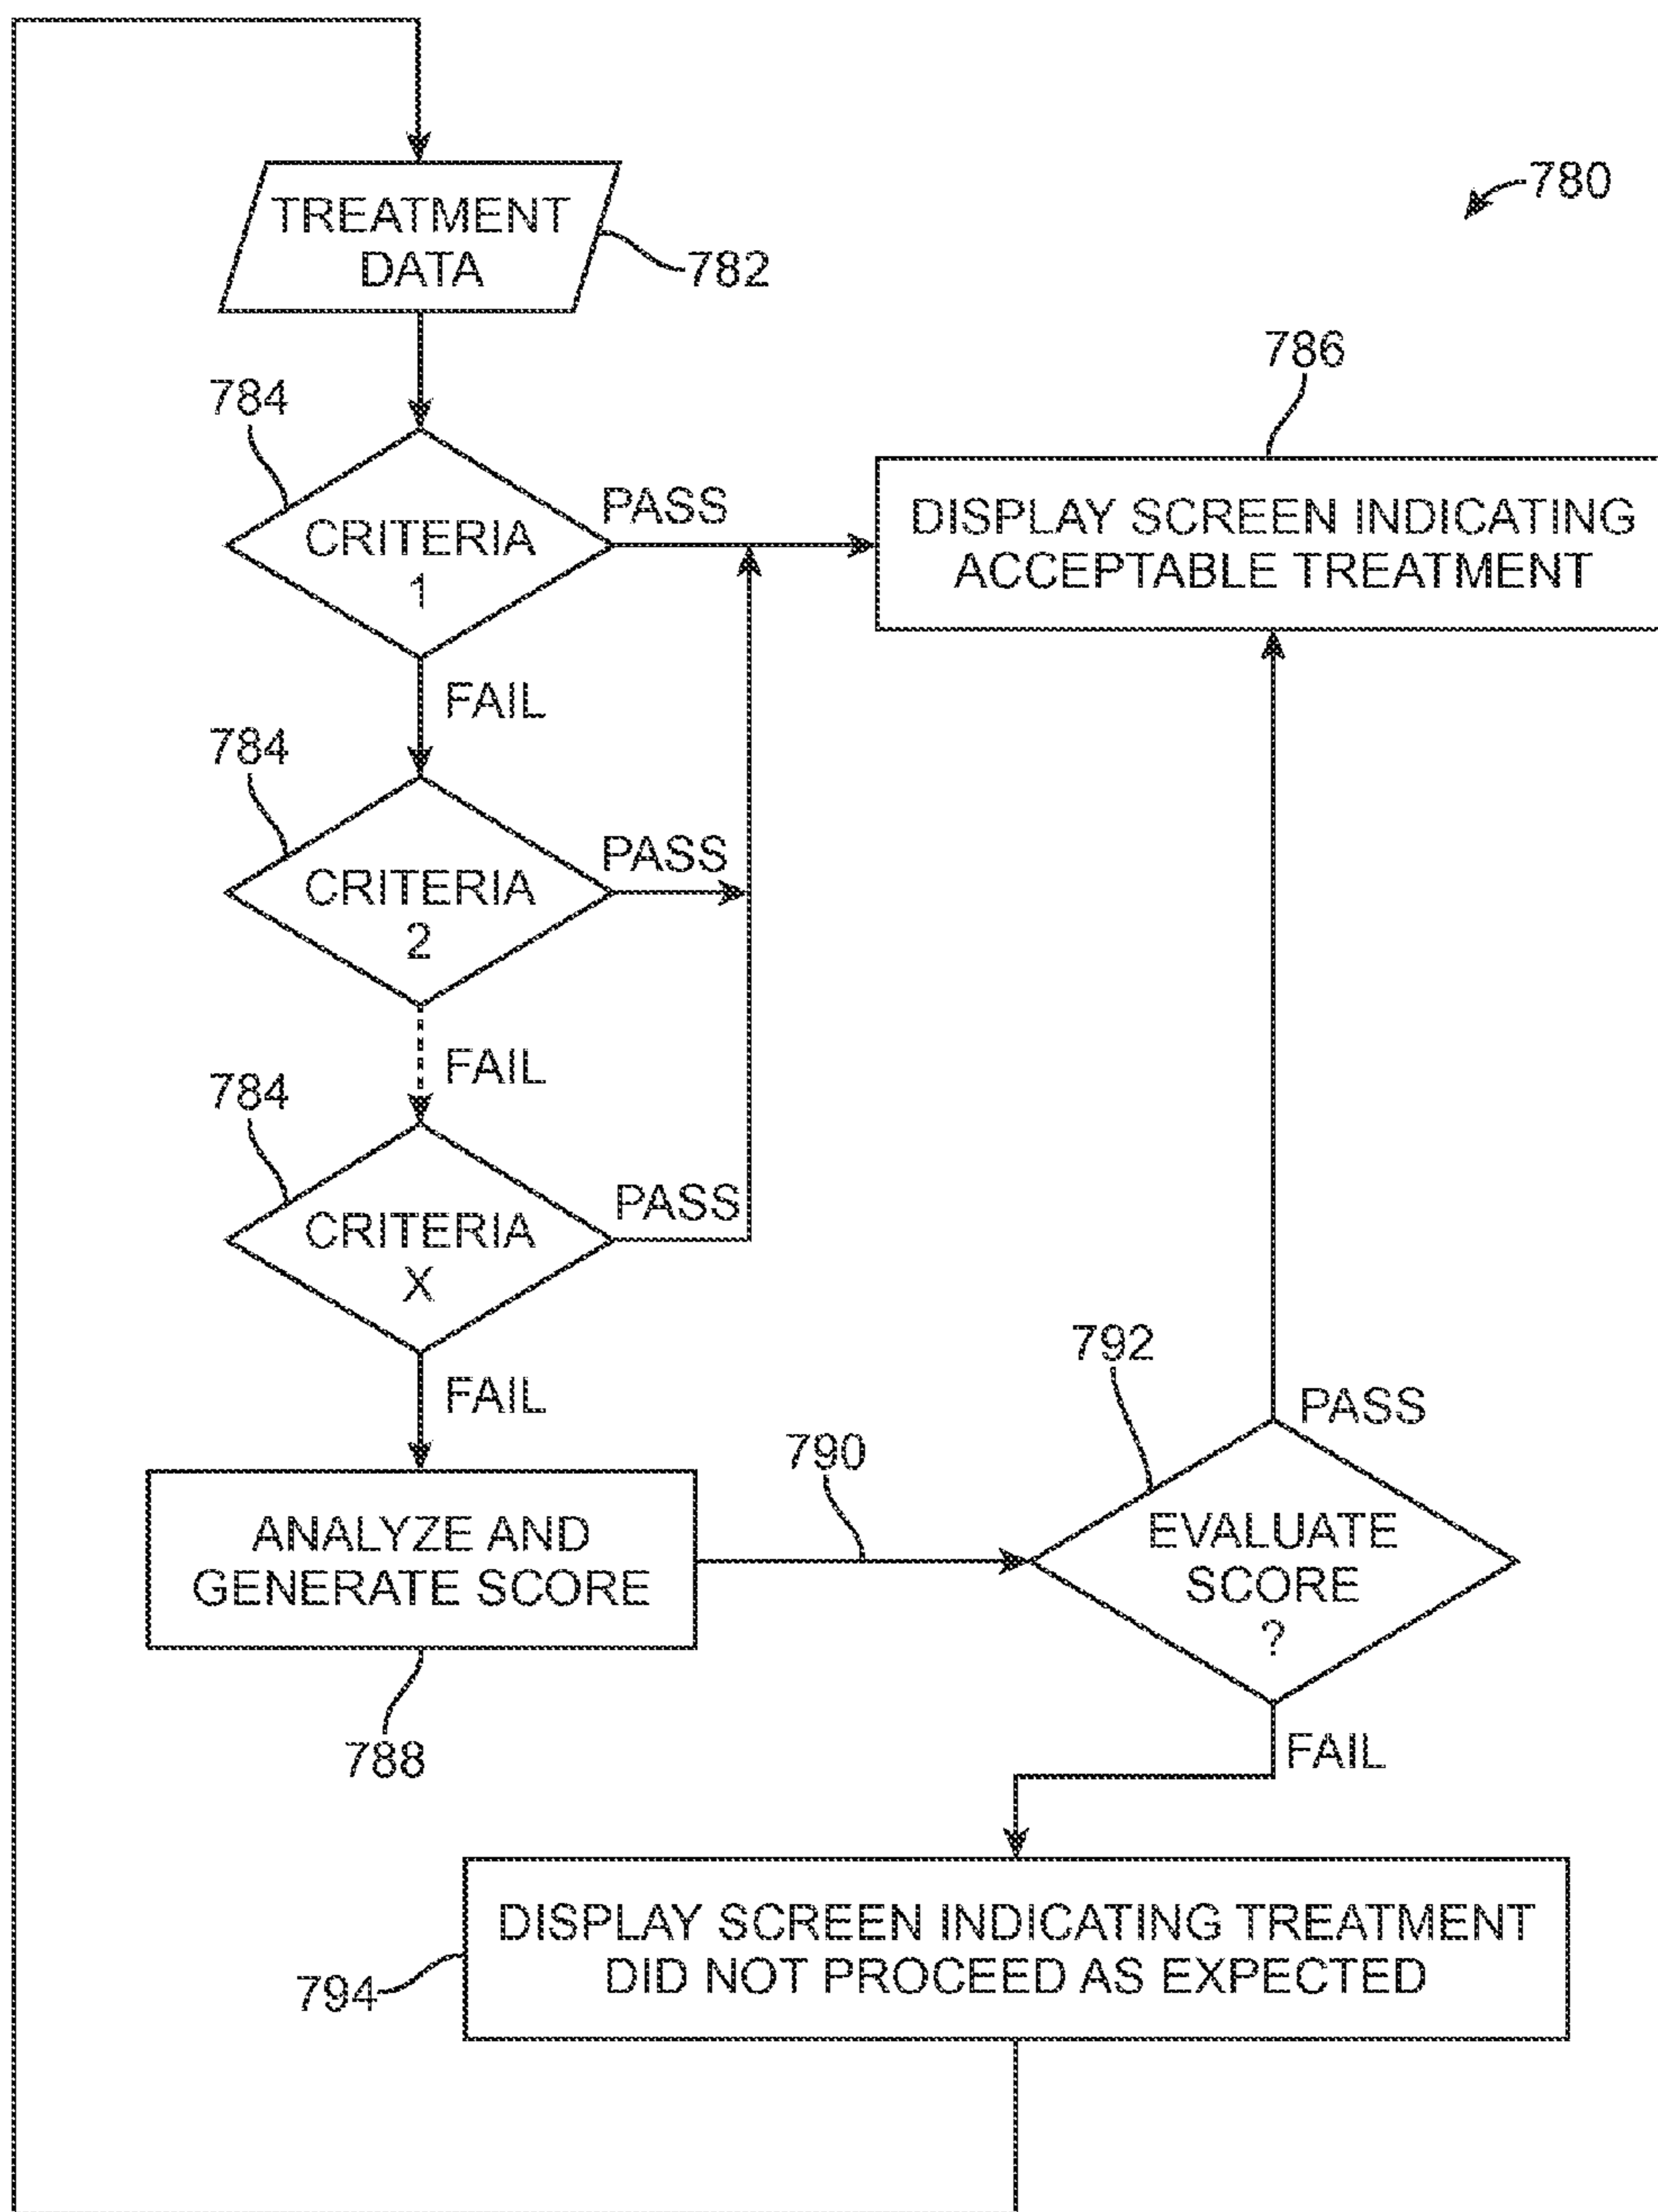 780
TREATMENT
DATA
782
784
CRITERIA
1
PASS
786
DISPLAY SCREEN INDICATING
ACCEPTABLE TREATMENT
FAIL
784
CRITERIA
2
PASS
FAIL
784
CRITERIA
X
PASS
FAIL
ANALYZE AND
GENERATE SCORE
788
790
792
EVALUATE
SCORE
?
PASS
FAIL
DISPLAY SCREEN INDICATING TREATMENT
DID NOT PROCEED AS EXPECTED
794